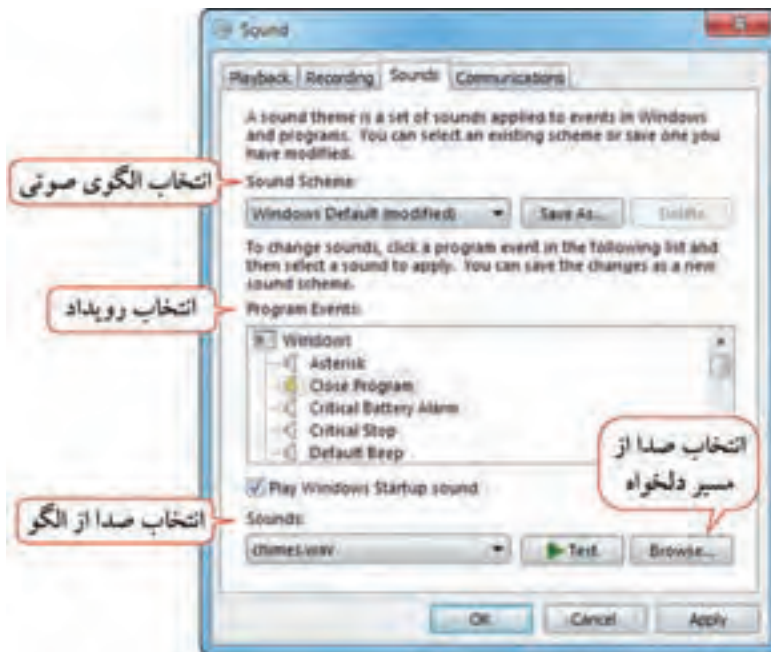 Sound
Playback Recording Sounds Communications
A sound theme is a set of sounds applied to events in Windows
and programs. You can select an existing scheme or save one you
have modified.
انتخاب الگوی صوتی
Sound Scheme:
Windows Default (modified) Save As... Delete
To change sounds, click a program event in the following list and
then select a sound to apply. You can save the changes as a new
sound scheme.
انتخاب رویداد
Program Events:
Windows
Asterisk
Close Program
Critical Battery Alarm
Critical Stop
Default Beep
انتخاب صدا از
مسیر دلخواه
Play Windows Startup sound
انتخاب صدا از الگو
Sounds:
chimes.wav Test Browse...
OK Cancel Apply